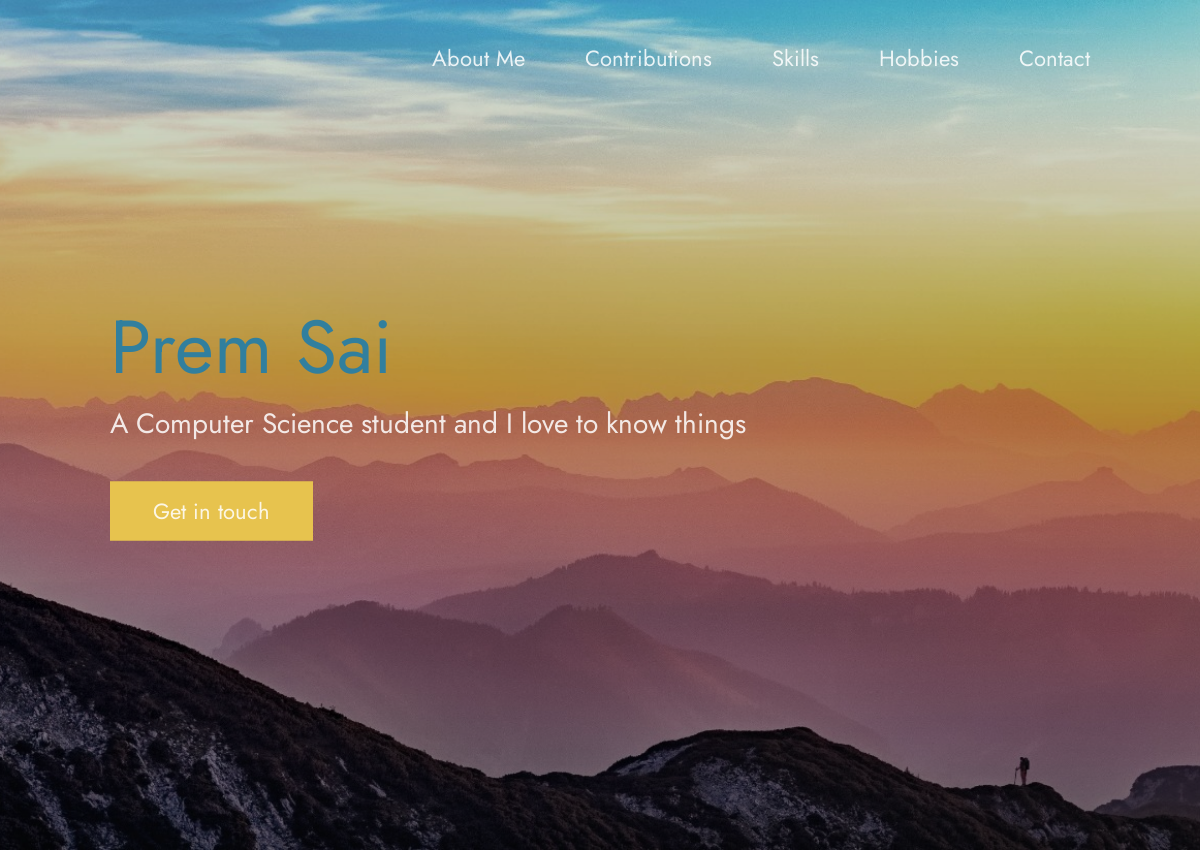 About Me Contributions Skills Hobbies Contact
Prem Sai
A Computer Science student and I love to know things
Get in touch